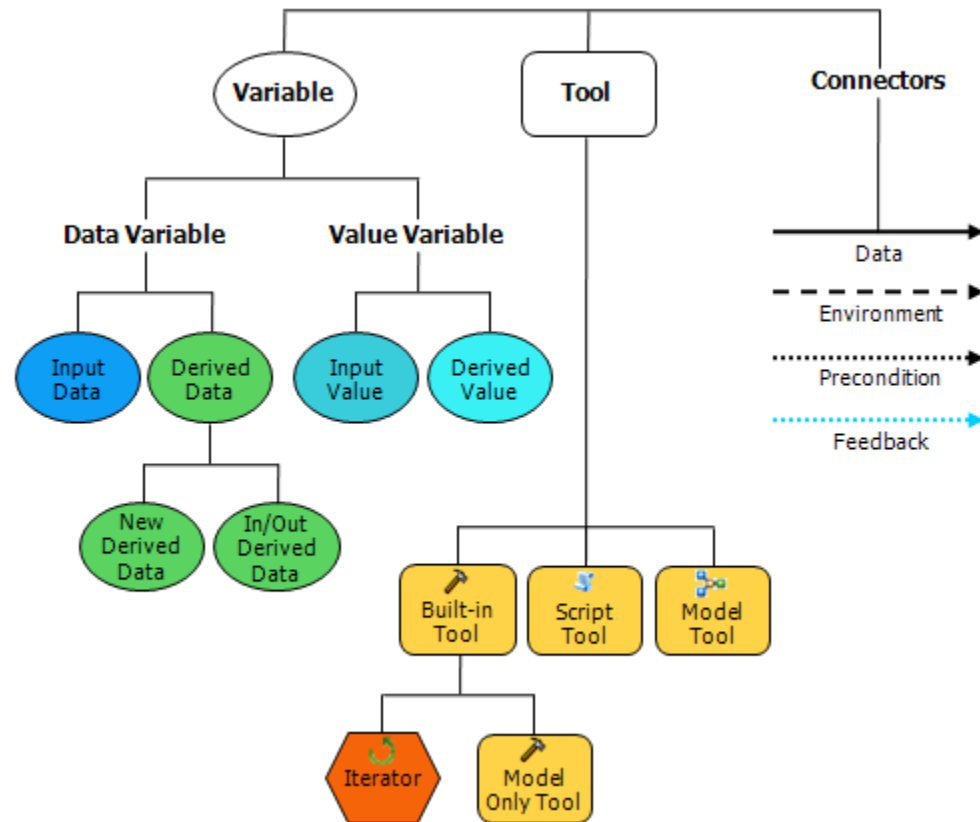 Variable
Tool
Connectors
Data Variable
Value Variable
Data
Environment
Precondition
Feedback
Input
Data
Derived
Data
Input
Value
Derived
Value
New
Derived
Data
In/Out
Derived
Data
Built-in
Tool
Script
Tool
Model
Tool
Iterator
Model
Only Tool